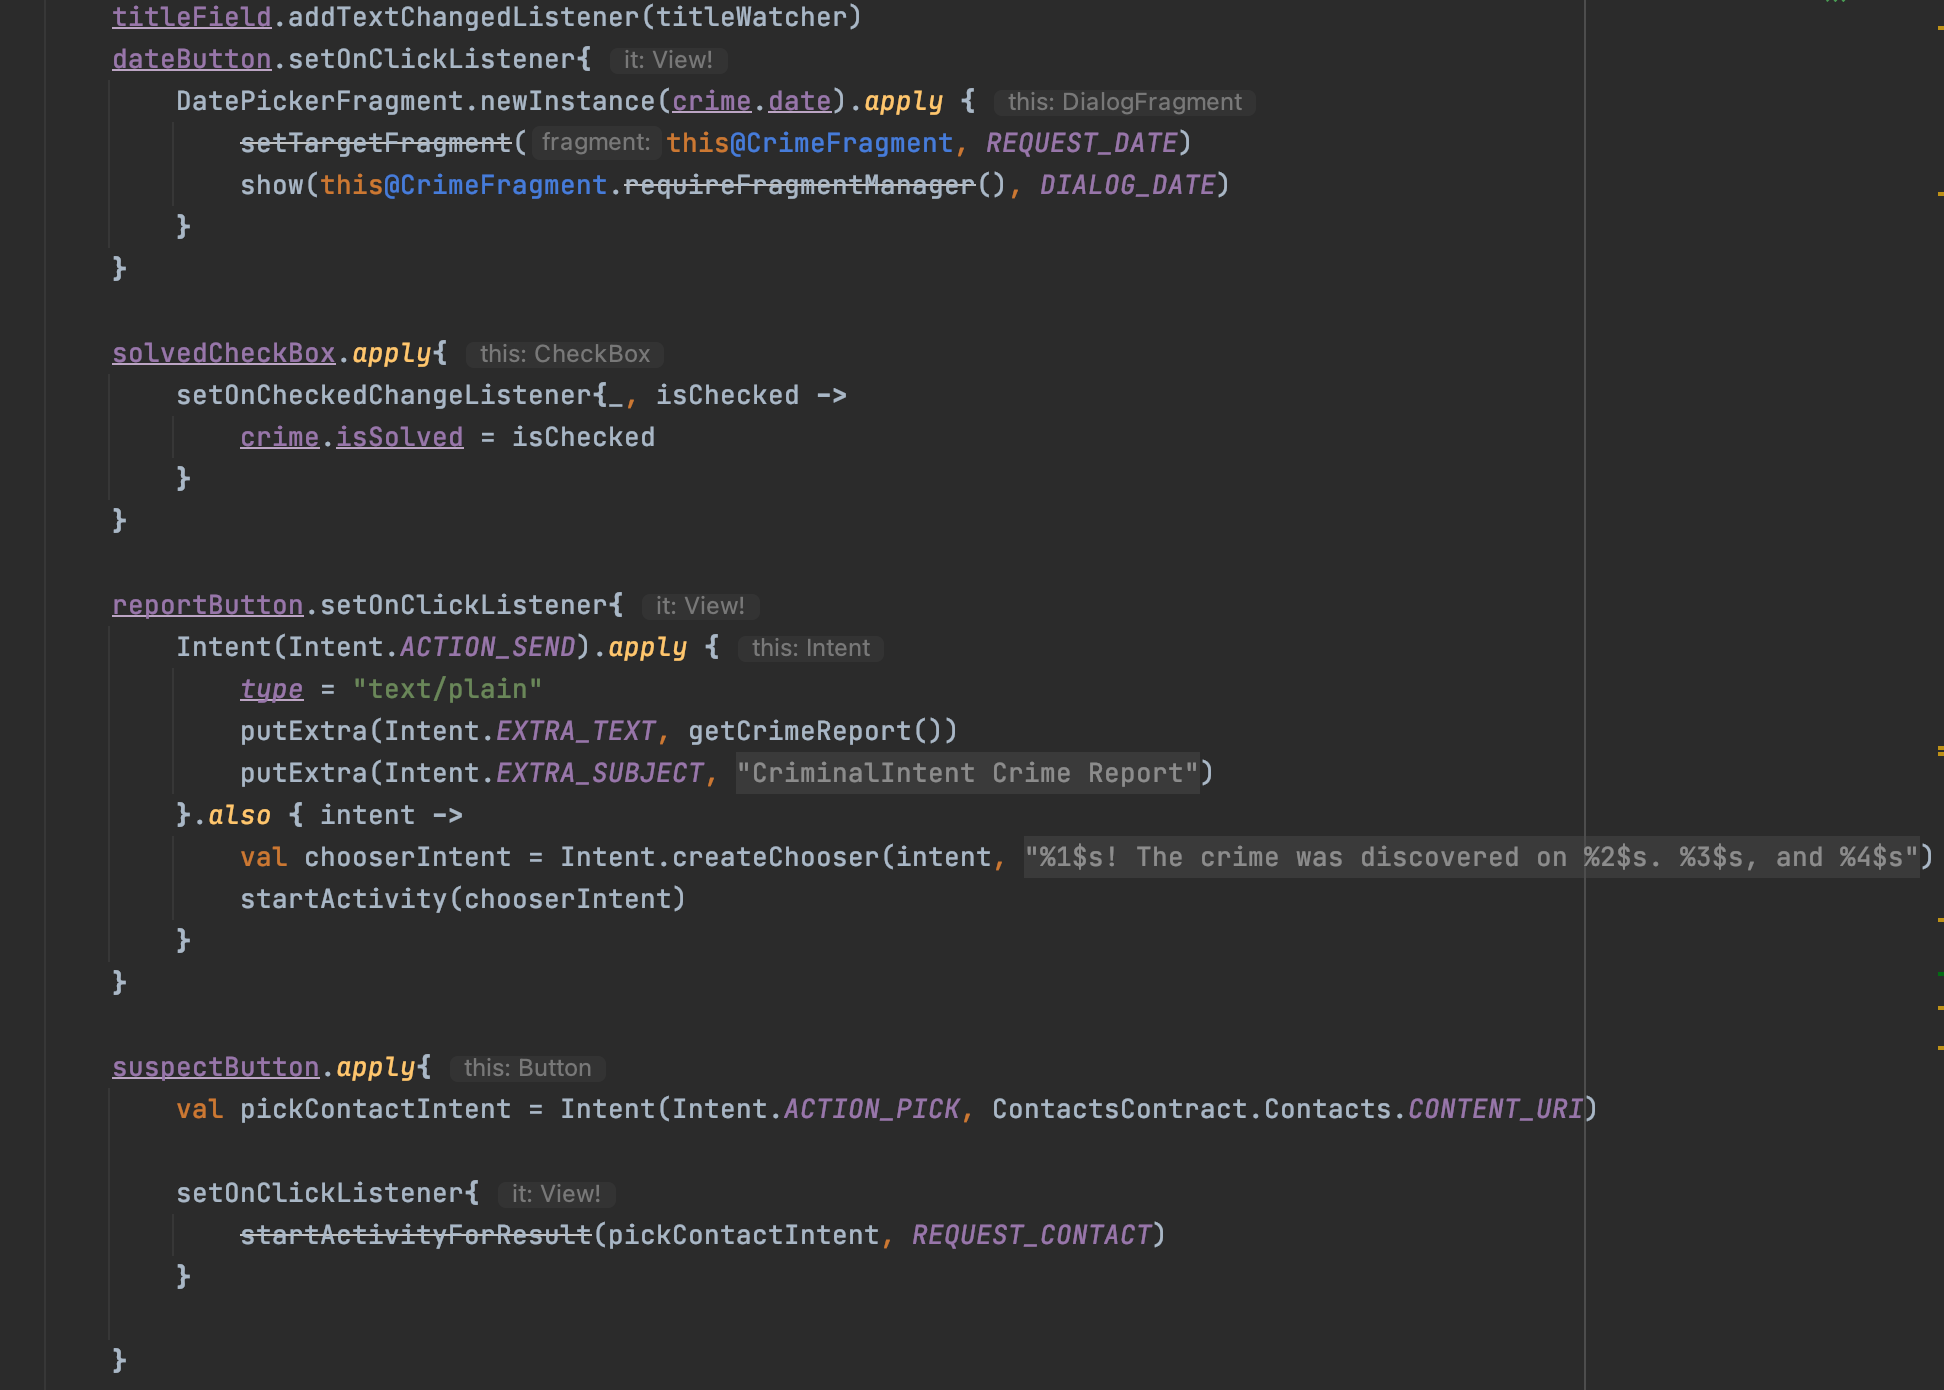 titleField.addTextChangedListener(titleWatcher)
dateButton.setOnClickListener{ it: View!
DatePickerFragment.newInstance(crime.date).apply { this: DialogFragment
setTargetFragment( fragment: this@CrimeFragment, REQUEST_DATE)
show(this@CrimeFragment.requireFragmentManager(), DIALOG_DATE)
}
}
solvedCheckBox.apply{ this: CheckBox
setOnCheckedChangeListener{_, isChecked ->
crime.isSolved = isChecked
}
}
reportButton.setOnClickListener{ it: View!
Intent(Intent.ACTION_SEND).apply { this: Intent
type = "text/plain"
putExtra(Intent.EXTRA_TEXT, getCrimeReport())
putExtra(Intent.EXTRA_SUBJECT, "CriminalIntent Crime Report")
}.also { intent ->
val chooserIntent = Intent.createChooser(intent, "%1$s! The crime was discovered on %2$s. %3$s, and %4$s")
startActivity(chooserIntent)
}
}
suspectButton.apply{ this: Button
val pickContactIntent = Intent(Intent.ACTION_PICK, ContactsContract.Contacts.CONTENT_URI)
setOnClickListener{ it: View!
startActivityForResult(pickContactIntent, REQUEST_CONTACT)
}
}